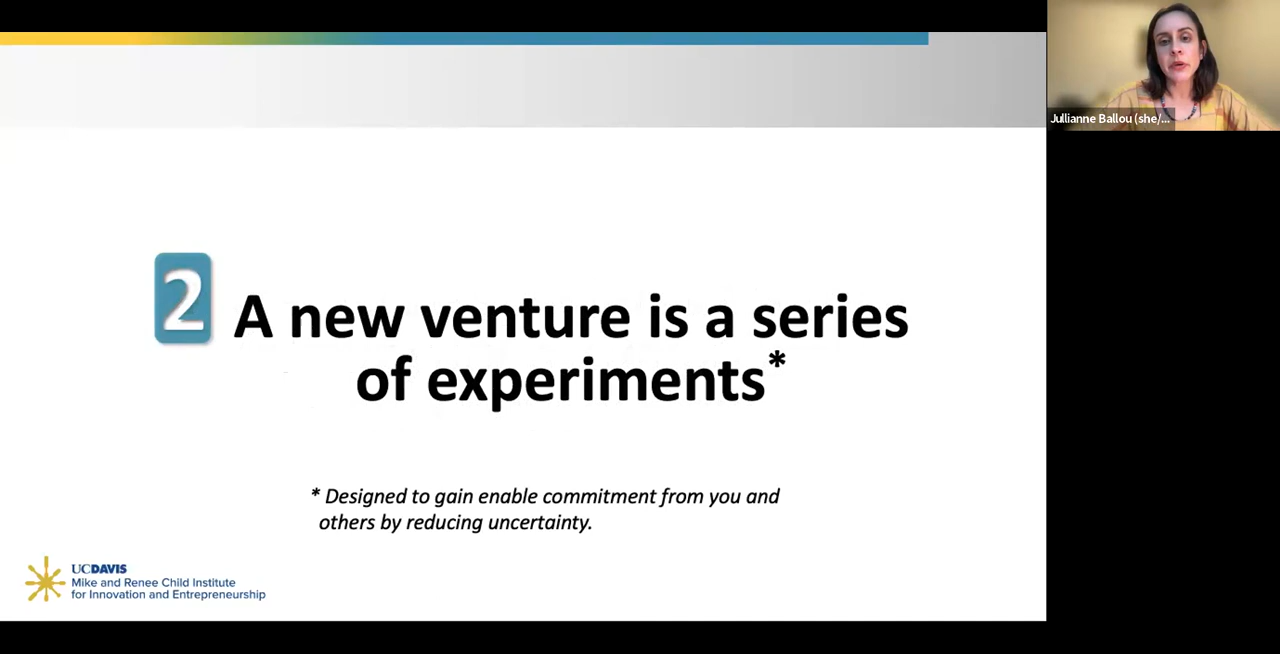 Jullianne Ballou (she/...
2 A new venture is a series
of experiments*
* Designed to gain enable commitment from you and
others by reducing uncertainty.
UCDAVIS
Mike and Renee Child Institute
for Innovation and Entrepreneurship